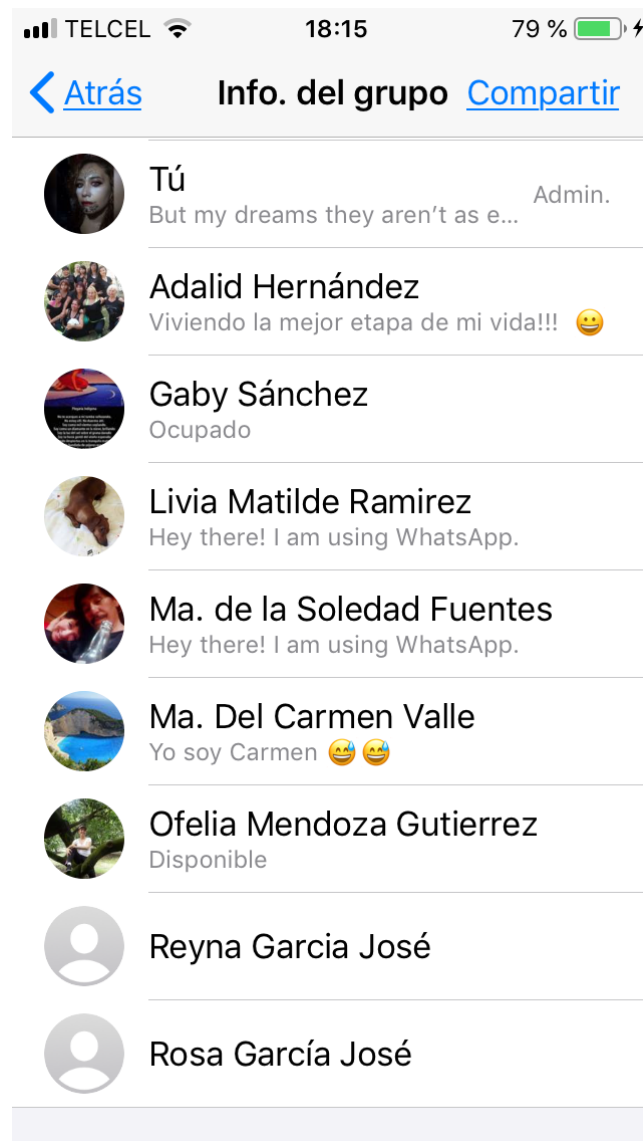 TELCEL 18:15 79 %
Atrás Info. del grupo Compartir
Tú
But my dreams they aren't as e... Admin.
Adalid Hernández
Viviendo la mejor etapa de mi vida!!! 😀
Gaby Sánchez
Ocupado
Livia Matilde Ramirez
Hey there! I am using WhatsApp.
Ma. de la Soledad Fuentes
Hey there! I am using WhatsApp.
Ma. Del Carmen Valle
Yo soy Carmen 😅😅
Ofelia Mendoza Gutierrez
Disponible
Reyna Garcia José
Rosa García José